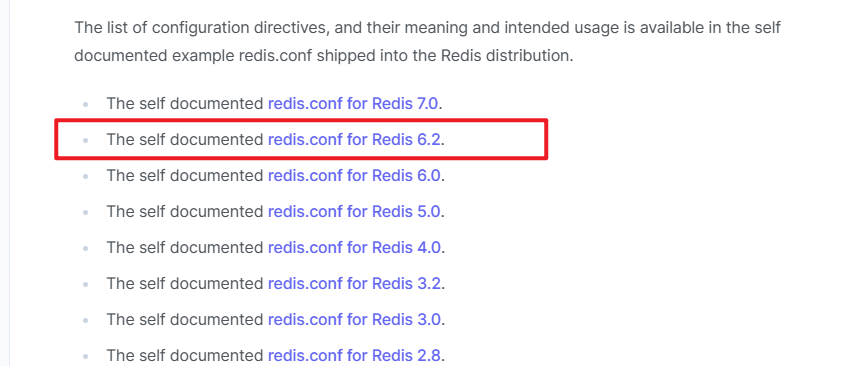 The list of configuration directives, and their meaning and intended usage is available in the self
documented example redis.conf shipped into the Redis distribution.
The self documented redis.conf for Redis 7.0.
The self documented redis.conf for Redis 6.2.
The self documented redis.conf for Redis 6.0.
The self documented redis.conf for Redis 5.0.
The self documented redis.conf for Redis 4.0.
The self documented redis.conf for Redis 3.2.
The self documented redis.conf for Redis 3.0.
The self documented redis.conf for Redis 2.8.